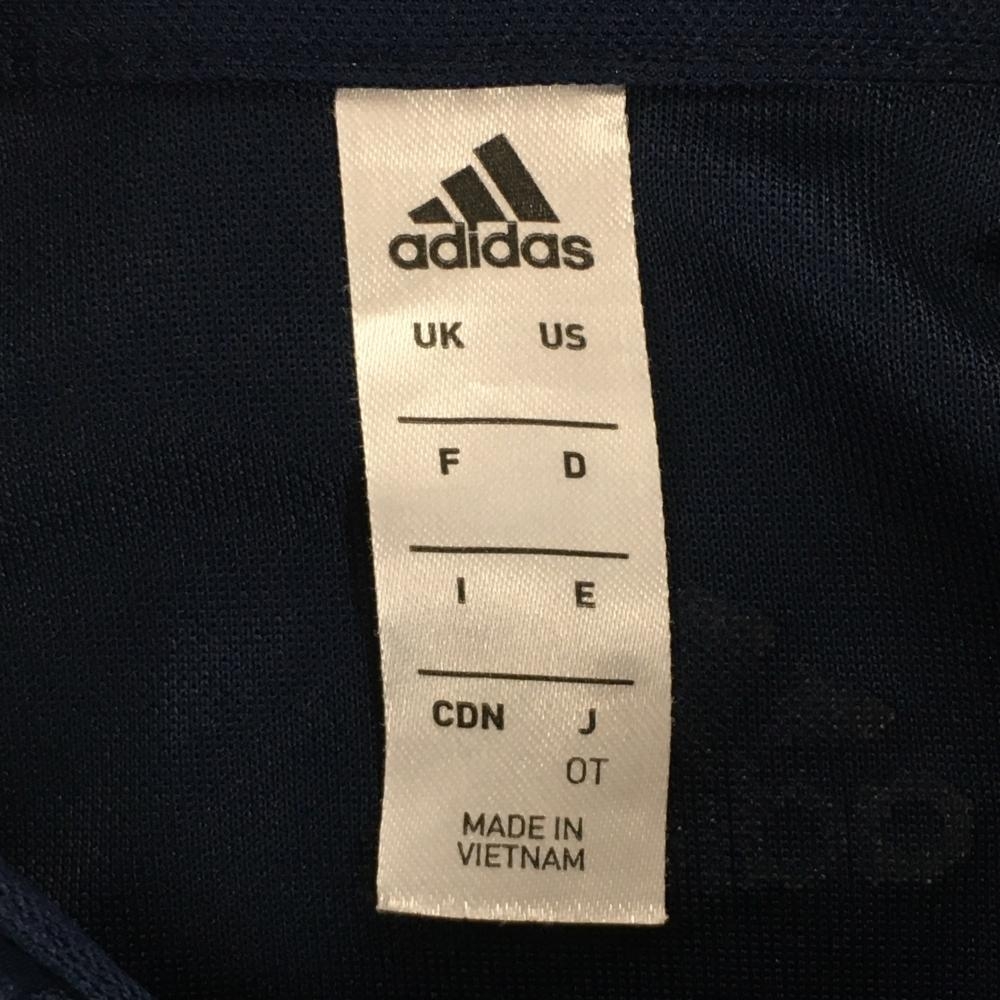 adidas
UK US
F D
I E
CDN J
OT
MADE IN
VIETNAM